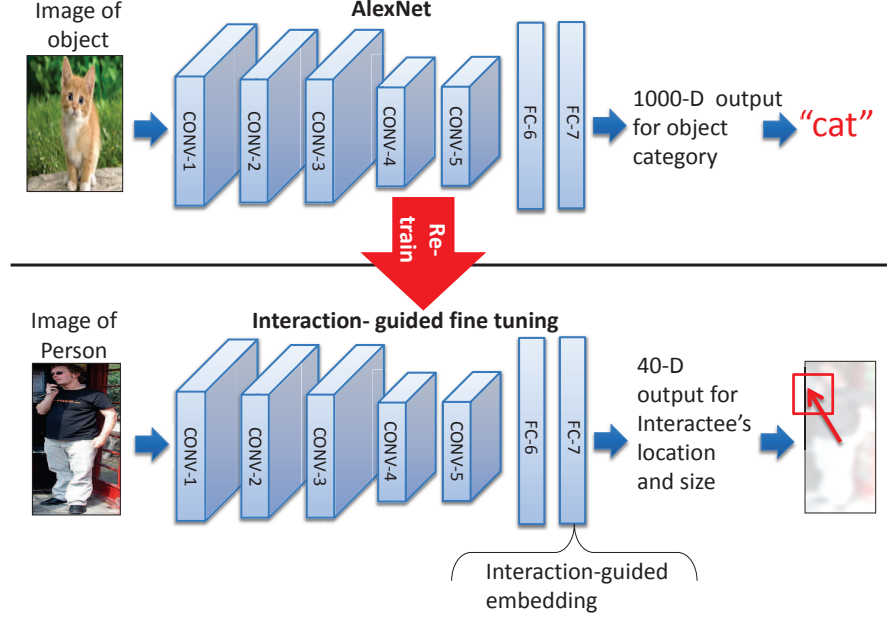 Image of
object
AlexNet
CONV-1
CONV-2
CONV-3
CONV-4
CONV-5
FC-6
FC-7
1000-D output
for object
category
“cat”
Re-
train
Image of
Person
Interaction- guided fine tuning
CONV-1
CONV-2
CONV-3
CONV-4
CONV-5
FC-6
FC-7
40-D
output for
Interactee’s
location
and size
Interaction-guided
embedding